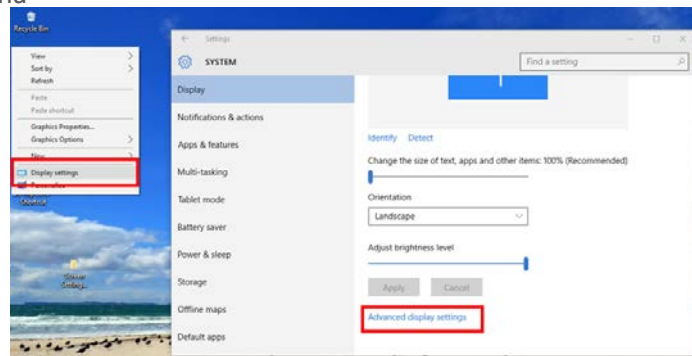 Recycle Bin
View
Sort by
Refresh
Paste
Paste shortcut
Graphics Properties...
Graphics Options
New
Display settings
Personalize
Settings
SYSTEM
Find a setting
Display
Notifications & actions
Apps & features
Multi-tasking
Tablet mode
Battery saver
Power & sleep
Storage
Offline maps
Default apps
Identify Detect
Change the size of text, apps and other items: 100% (Recommended)
Orientation
Landscape
Adjust brightness level
Apply Cancel
Advanced display settings